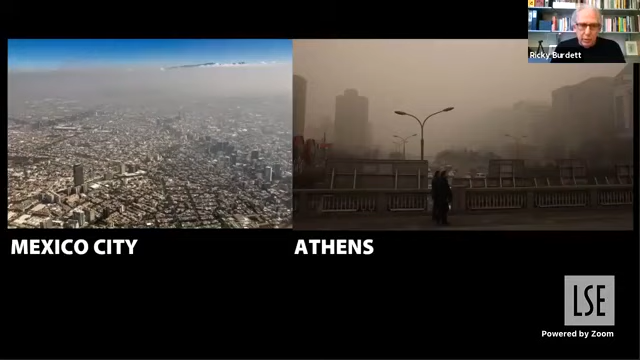 Ricky Burdett
MEXICO CITY
ATHENS
LSE
Powered by Zoom